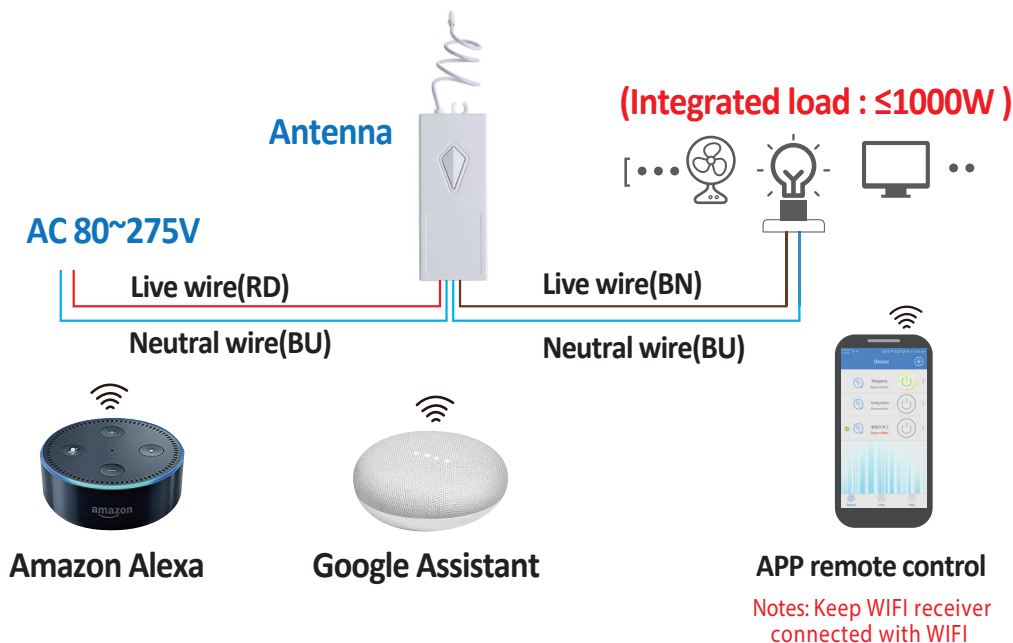 Antenna
(Integrated load : ≤1000W )
AC 80~275V
Live wire(RD)
Neutral wire(BU)
Live wire(BN)
Neutral wire(BU)
Device
amazon
Amazon Alexa
Google Assistant
APP remote control
Notes: Keep WIFI receiver
connected with WIFI